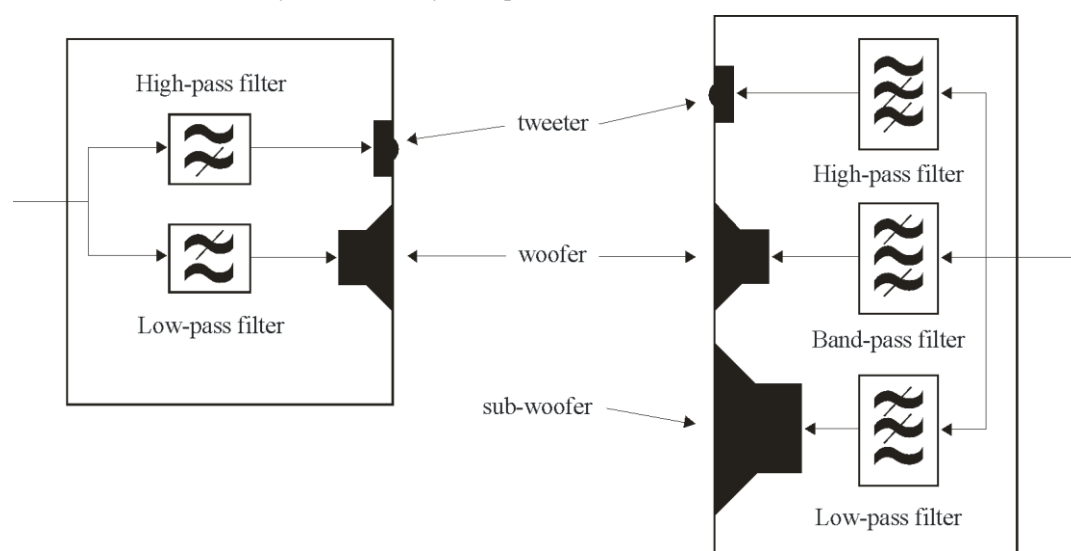 High-pass filter
tweeter
High-pass filter
woofer
Low-pass filter
Band-pass filter
sub-woofer
Low-pass filter